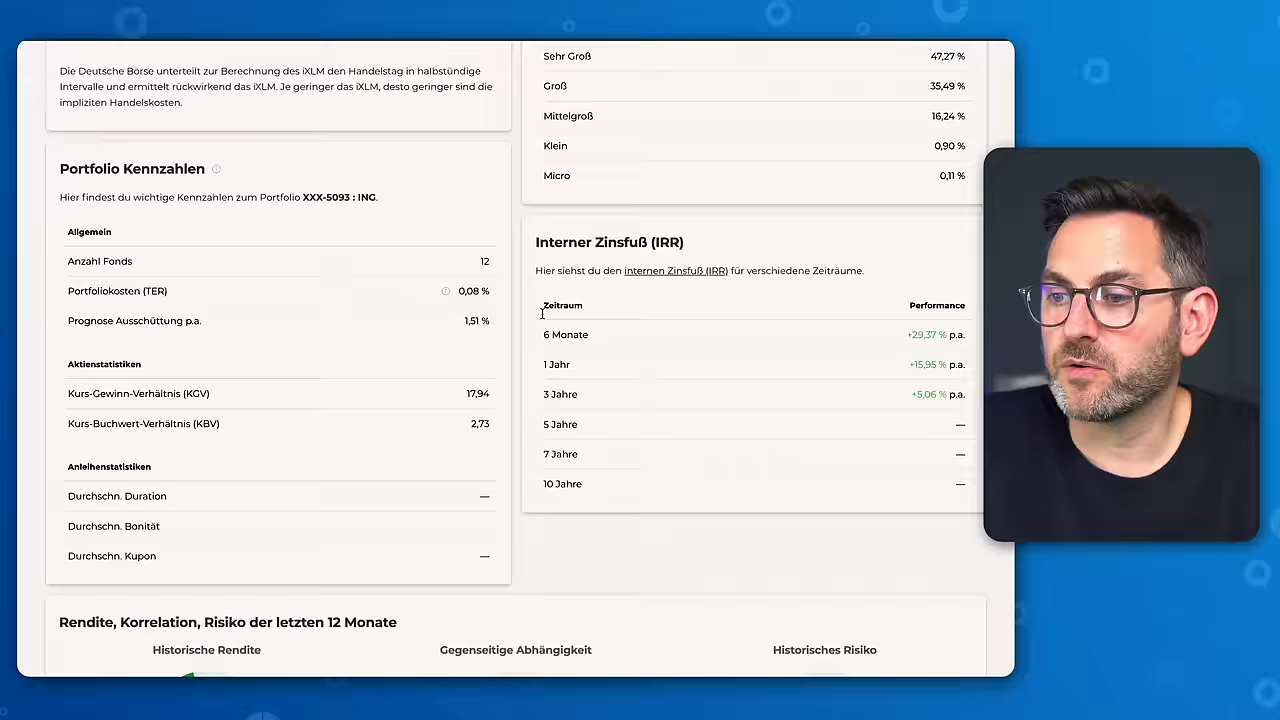 Die Deutsche Börse unterteilt zur Berechnung des iXLM den Handelstag in halbstündige
Intervalle und ermittelt rückwirkend das iXLM. Je geringer das iXLM, desto geringer sind die
impliziten Handelskosten.
Portfolio Kennzahlen
Hier findest du wichtige Kennzahlen zum Portfolio XXX-5093 : ING.
Allgemein
Anzahl Fonds 12
Portfoliokosten (TER) 0,08 %
Prognose Ausschüttung p.a. 1,51 %
Aktienstatistiken
Kurs-Gewinn-Verhältnis (KGV) 17,94
Kurs-Buchwert-Verhältnis (KBV) 2,73
Anleihenstatistiken
Durchschn. Duration —
Durchschn. Bonität
Durchschn. Kupon —
Sehr Groß 47,27 %
Groß 35,49 %
Mittelgroß 16,24 %
Klein 0,90 %
Micro 0,11 %
Interner Zinsfuß (IRR)
Hier siehst du den internen Zinsfuß (IRR) für verschiedene Zeiträume.
Zeitraum Performance
6 Monate +29,37 % p.a.
1 Jahr +15,95 % p.a.
3 Jahre +5,06 % p.a.
5 Jahre —
7 Jahre —
10 Jahre —
Rendite, Korrelation, Risiko der letzten 12 Monate
Historische Rendite Gegenseitige Abhängigkeit Historisches Risiko